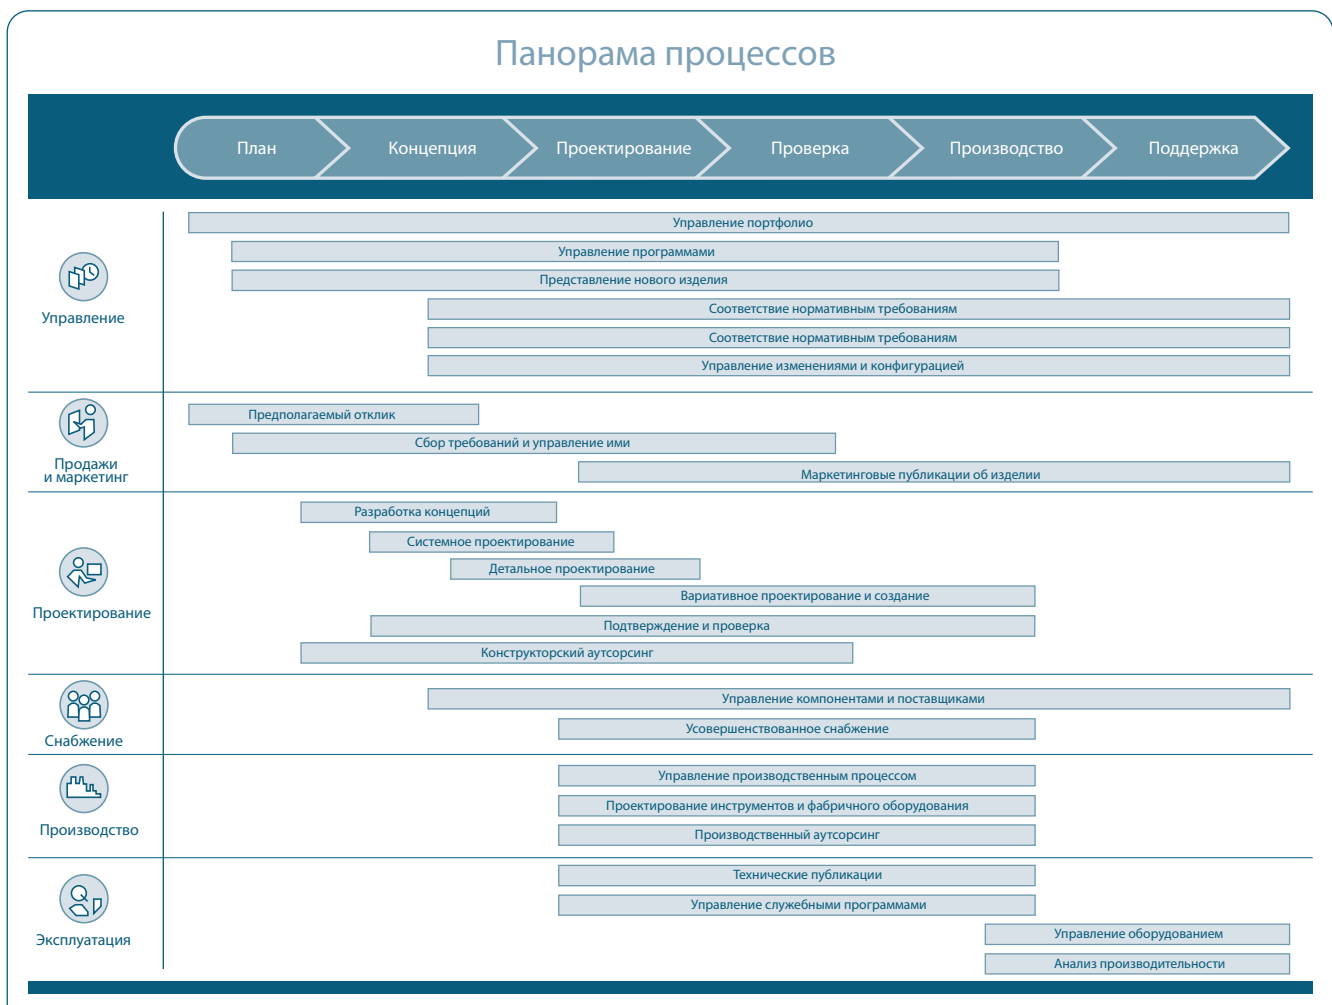 Панорама процессов
План
Концепция
Проектирование
Проверка
Производство
Поддержка
Управление
Управление портфолио
Управление программами
Представление нового изделия
Соответствие нормативным требованиям
Соответствие нормативным требованиям
Управление изменениями и конфигурацией
Продажи
и маркетинг
Предполагаемый отклик
Сбор требований и управление ими
Маркетинговые публикации об изделии
Проектирование
Разработка концепций
Системное проектирование
Детальное проектирование
Вариативное проектирование и создание
Подтверждение и проверка
Конструкторский аутсорсинг
Снабжение
Управление компонентами и поставщиками
Усовершенствованное снабжение
Производство
Управление производственным процессом
Проектирование инструментов и фабричного оборудования
Производственный аутсорсинг
Эксплуатация
Технические публикации
Управление служебными программами
Управление оборудованием
Анализ производительности